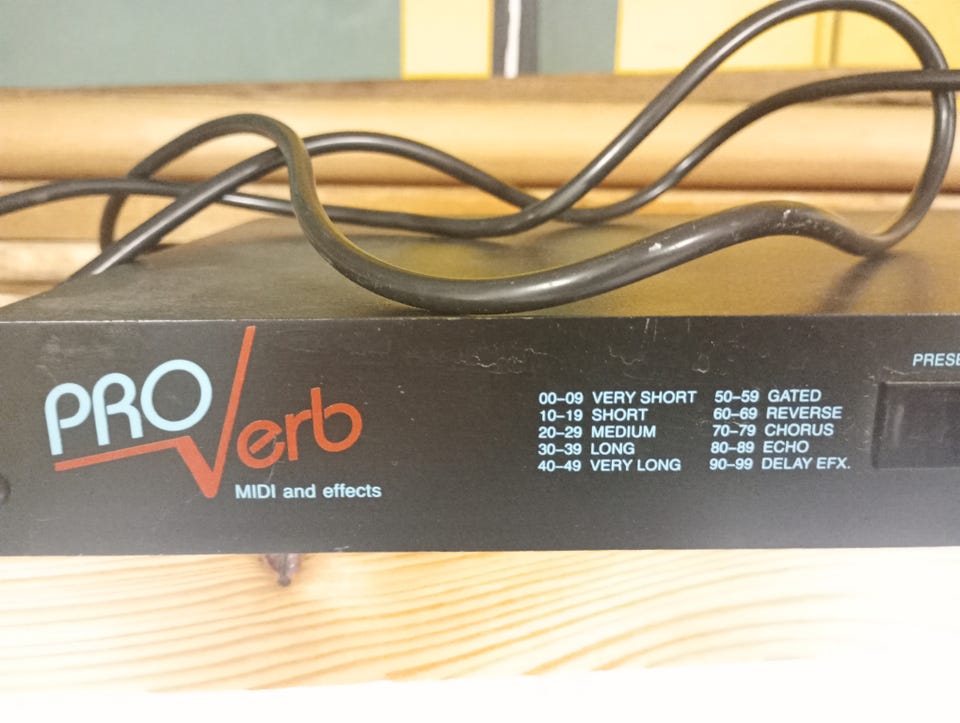 PROVerb
MIDI and effects
00–09 VERY SHORT
10–19 SHORT
20–29 MEDIUM
30–39 LONG
40–49 VERY LONG
50–59 GATED
60–69 REVERSE
70–79 CHORUS
80–89 ECHO
90–99 DELAY EFX.
PRESE